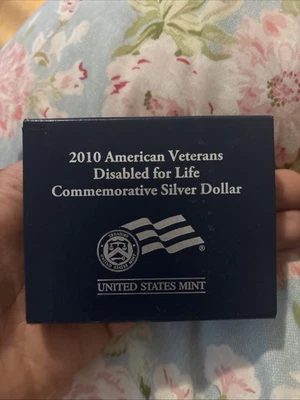 2010 American Veterans
Disabled for Life
Commemorative Silver Dollar
®
UNITED STATES MINT